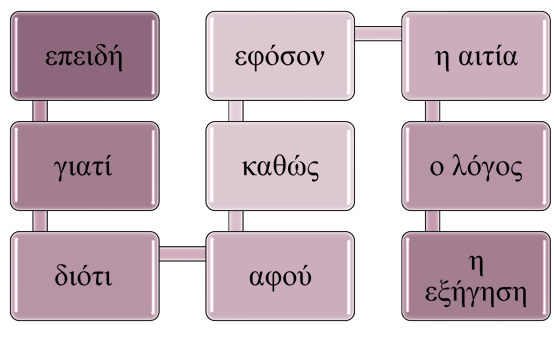 επειδή
γιατί
διότι
αφού
καθώς
εφόσον
η αιτία
ο λόγος
η
εξήγηση